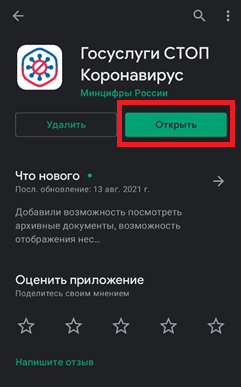 Госуслуги СТОП
Коронавирус
Минцифры России
Удалить
Открыть
Что нового
Посл. обновление: 13 авг. 2021 г.
Добавили возможность посмотреть
архивные документы, возможность
отображения нес...
Оценить приложение
Поделитесь своим мнением
Напишите отзыв